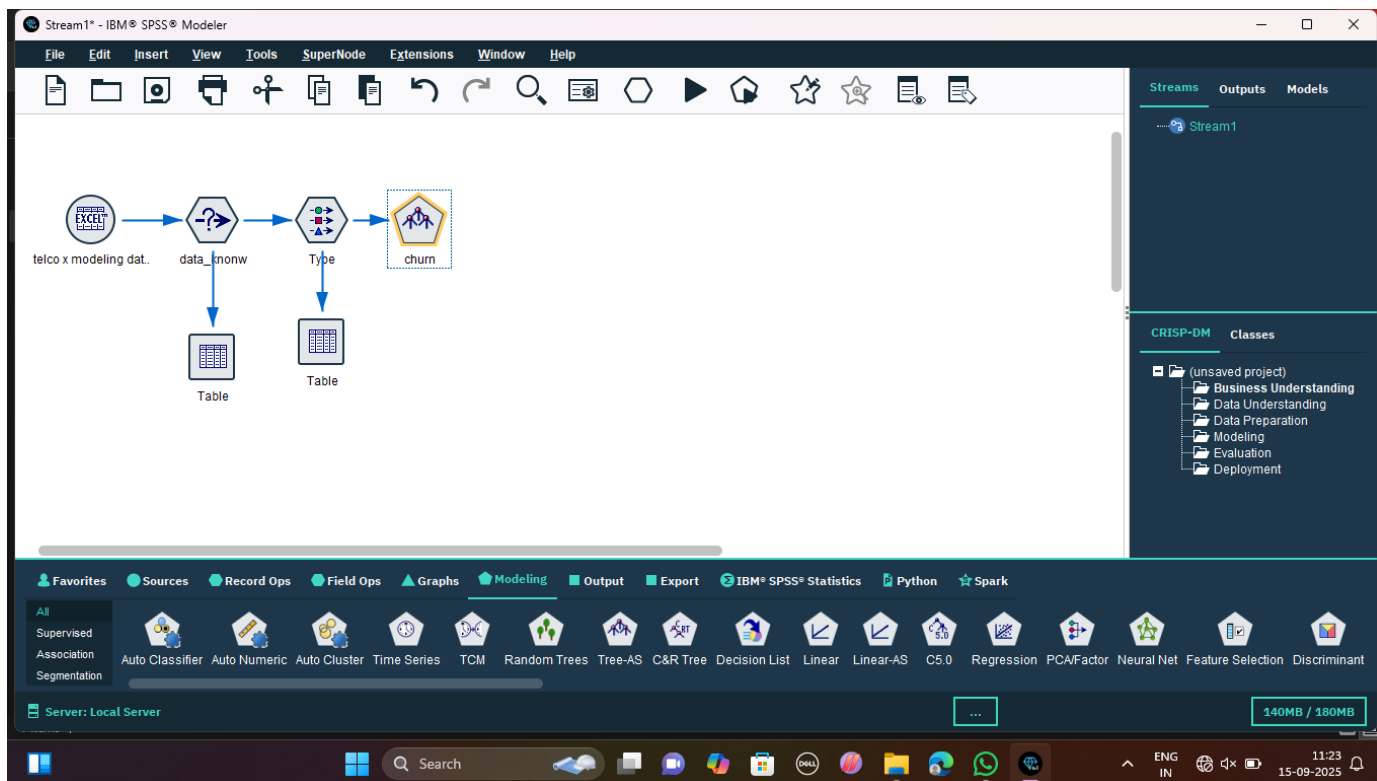 Stream1* - IBM® SPSS® Modeler
File Edit Insert View Tools SuperNode Extensions Window Help
Streams Outputs Models
Stream1
EXCEL™
telco x modeling dat..
data_knonw
Type
churn
Table
Table
CRISP-DM Classes
(unsaved project)
Business Understanding
Data Understanding
Data Preparation
Modeling
Evaluation
Deployment
Favorites Sources Record Ops Field Ops Graphs Modeling Output Export IBM® SPSS® Statistics Python Spark
All
Supervised
Association
Segmentation
C&RT
C5.0
Auto Classifier Auto Numeric Auto Cluster Time Series TCM Random Trees Tree-AS C&R Tree Decision List Linear Linear-AS C5.0 Regression PCA/Factor Neural Net Feature Selection Discriminant
Server: Local Server
...
140MB / 180MB
Search
DELL
ENG
IN
11:23
15-09-2025